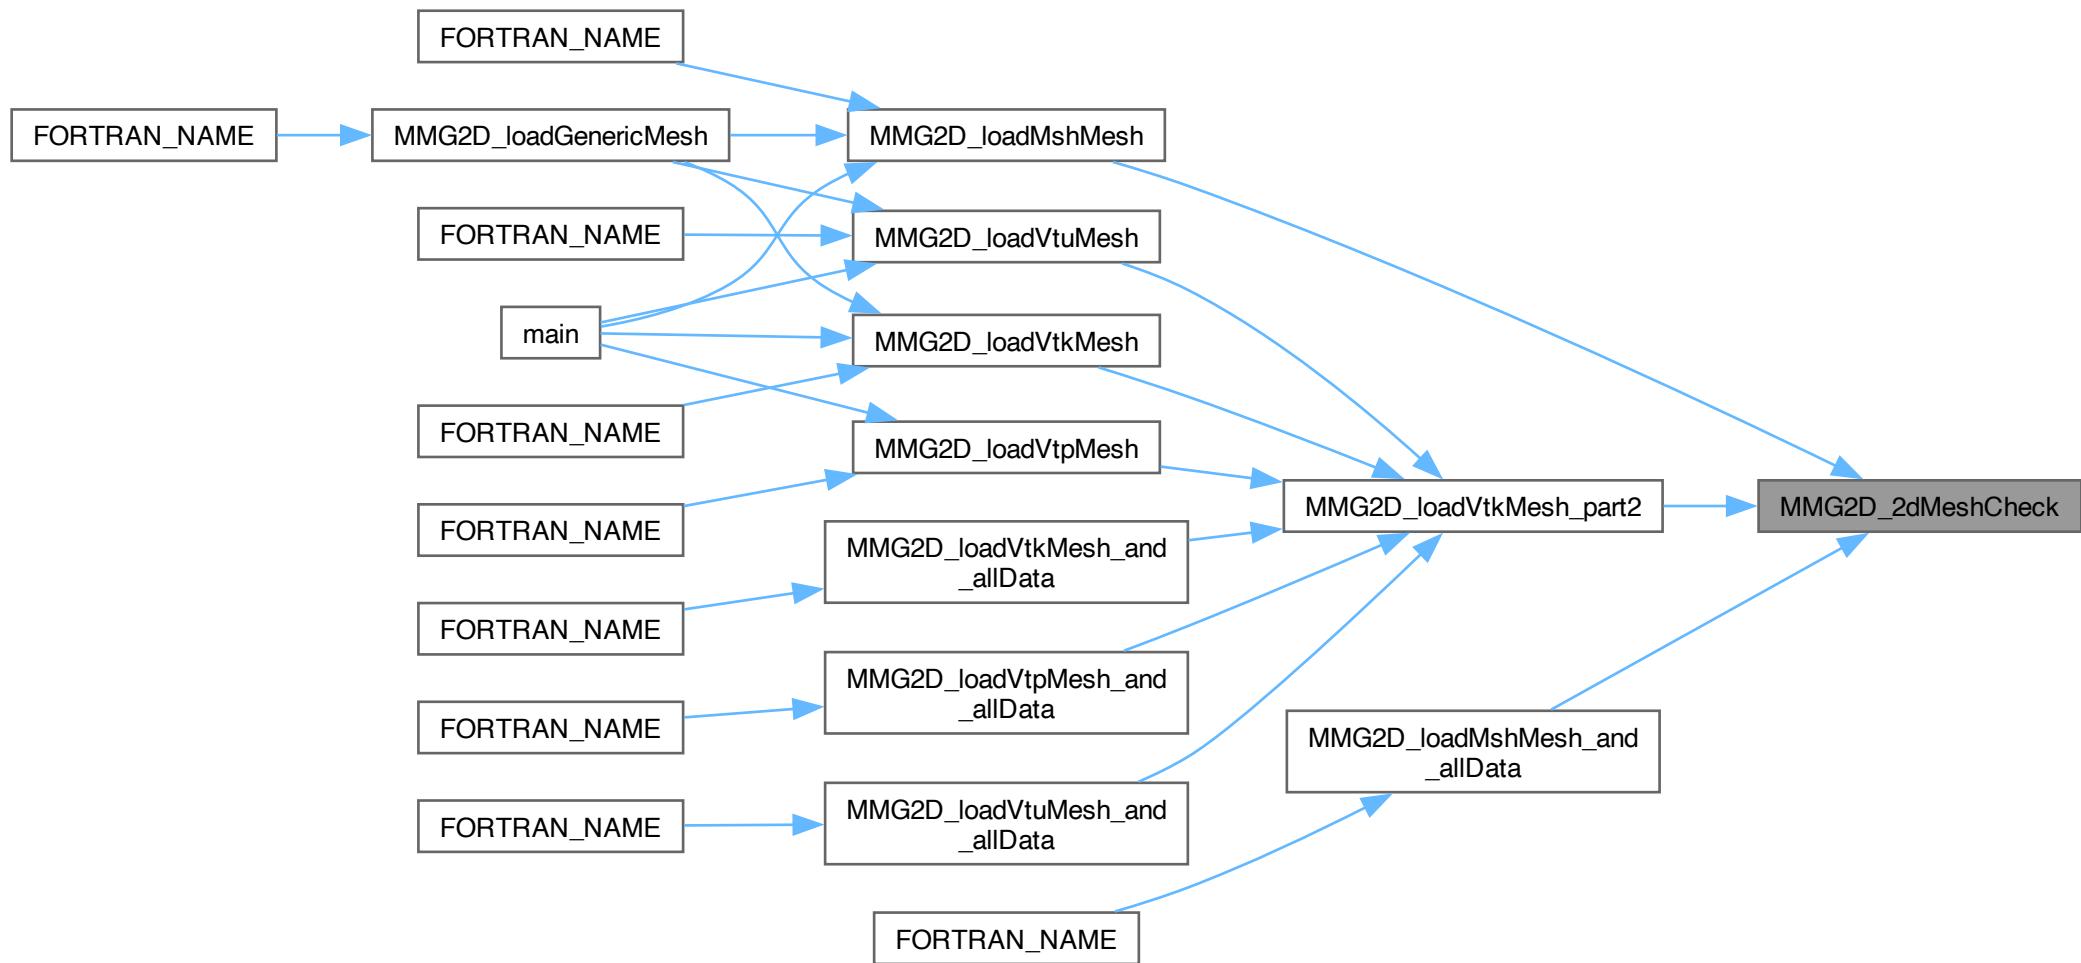 FORTRAN_NAME
FORTRAN_NAME
MMG2D_loadGenericMesh
MMG2D_loadMshMesh
FORTRAN_NAME
MMG2D_loadVtuMesh
main
MMG2D_loadVtkMesh
FORTRAN_NAME
MMG2D_loadVtpMesh
MMG2D_loadVtkMesh_part2
MMG2D_2dMeshCheck
FORTRAN_NAME
MMG2D_loadVtkMesh_and
_allData
FORTRAN_NAME
MMG2D_loadVtpMesh_and
_allData
FORTRAN_NAME
MMG2D_loadMshMesh_and
_allData
MMG2D_loadVtuMesh_and
_allData
FORTRAN_NAME
FORTRAN_NAME